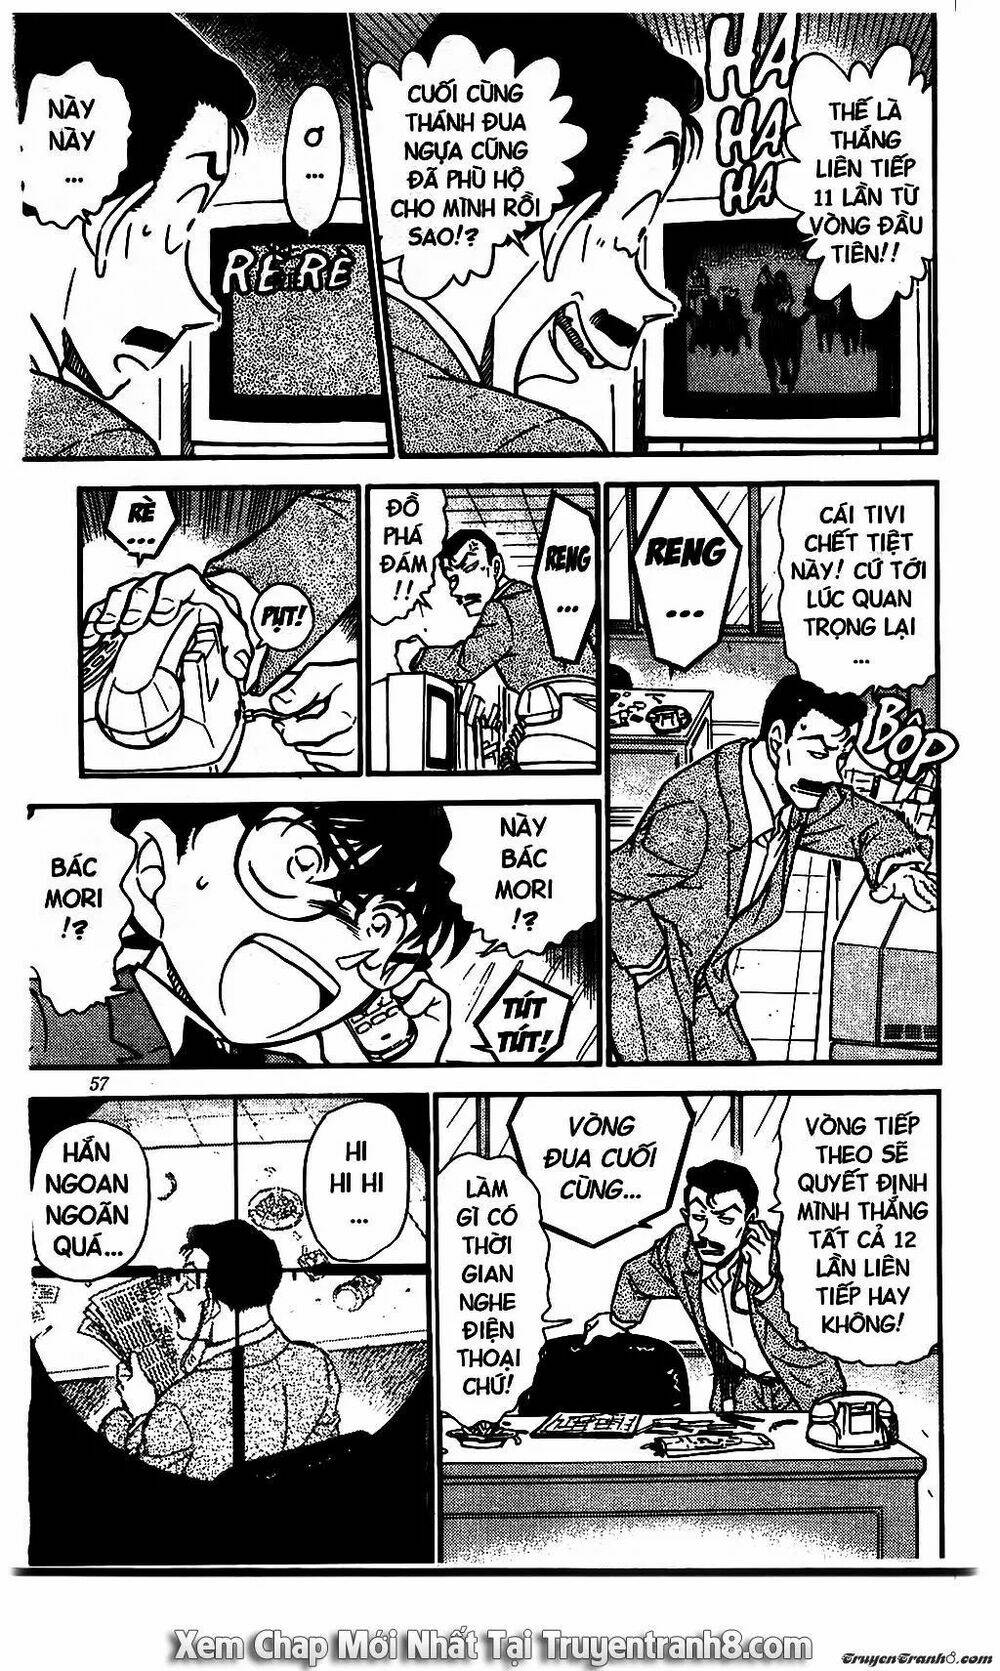 THẾ LÀ
THẮNG
LIÊN TIẾP
11 LẦN TỪ
VÒNG ĐẦU
TIÊN!!
HA
HA
HA
CUỐI CÙNG
THÁNH ĐUA
NGỰA CŨNG
ĐÃ PHÙ HỘ
CHO MÌNH RỒI
SAO!?
Ơ
...
RÈ RÈ
NÀY
NÀY
...
CÁI TIVI
CHẾT TIỆT
NÀY! CỨ TỚI
LÚC QUAN
TRỌNG LẠI
...
BỘP
RENG
...
RENG
...
ĐỒ
PHÁ
ĐÁM
!!
RÈ
...
PỤT!
NÀY
BÁC
MORI
!?
TÚT
TÚT!
BÁC
MORI
!?
57
VÒNG TIẾP
THEO SẼ
QUYẾT ĐỊNH
MÌNH THẮNG
TẤT CẢ 12
LẦN LIÊN
TIẾP HAY
KHÔNG!
VÒNG
ĐUA CUỐI
CÙNG...
LÀM
GÌ CÓ
THỜI
GIAN
NGHE
ĐIỆN
THOẠI
CHỨ!
HI
HI HI
...
HẮN
NGOAN
NGOÃN
QUÁ...
Xem Chap Mới Nhất Tại Truyentranh8.com
TruyenTranh8.com